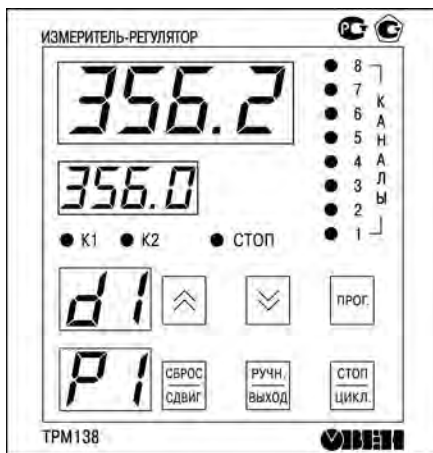 ИЗМЕРИТЕЛЬ-РЕГУЛЯТОР
356.2
356.0
8
7
6
5
4
3
2
1
КАНАЛЫ
К1 К2 СТОП
d1
ПРОГ.
P1
СБРОС РУЧН. СТОП
СДВИГ ВЫХОД ЦИКЛ.
ТРМ138 ОВЕН